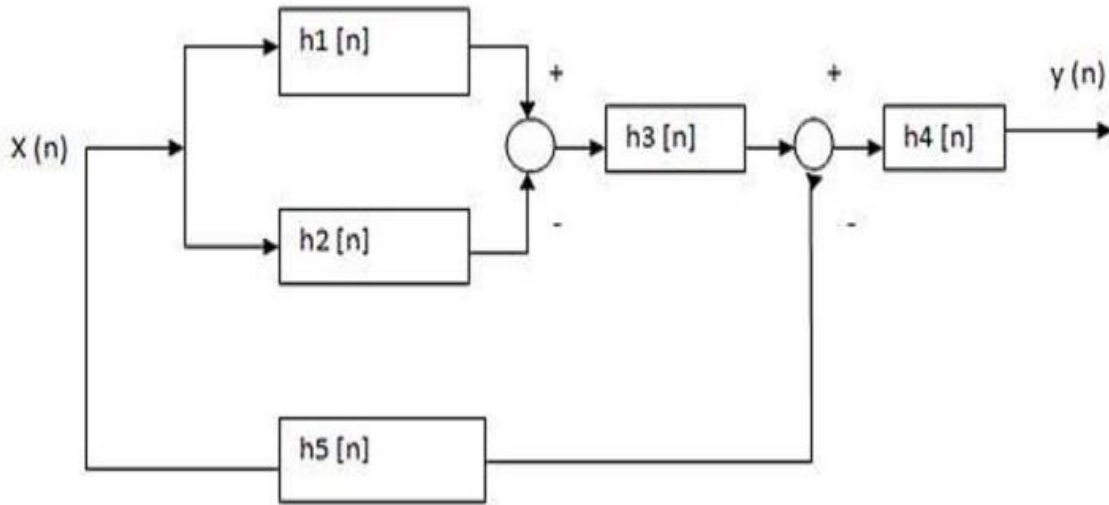 h1 [n]
+
+
y (n)
X (n)
h3 [n]
h4 [n]
h2 [n]
-
-
h5 [n]